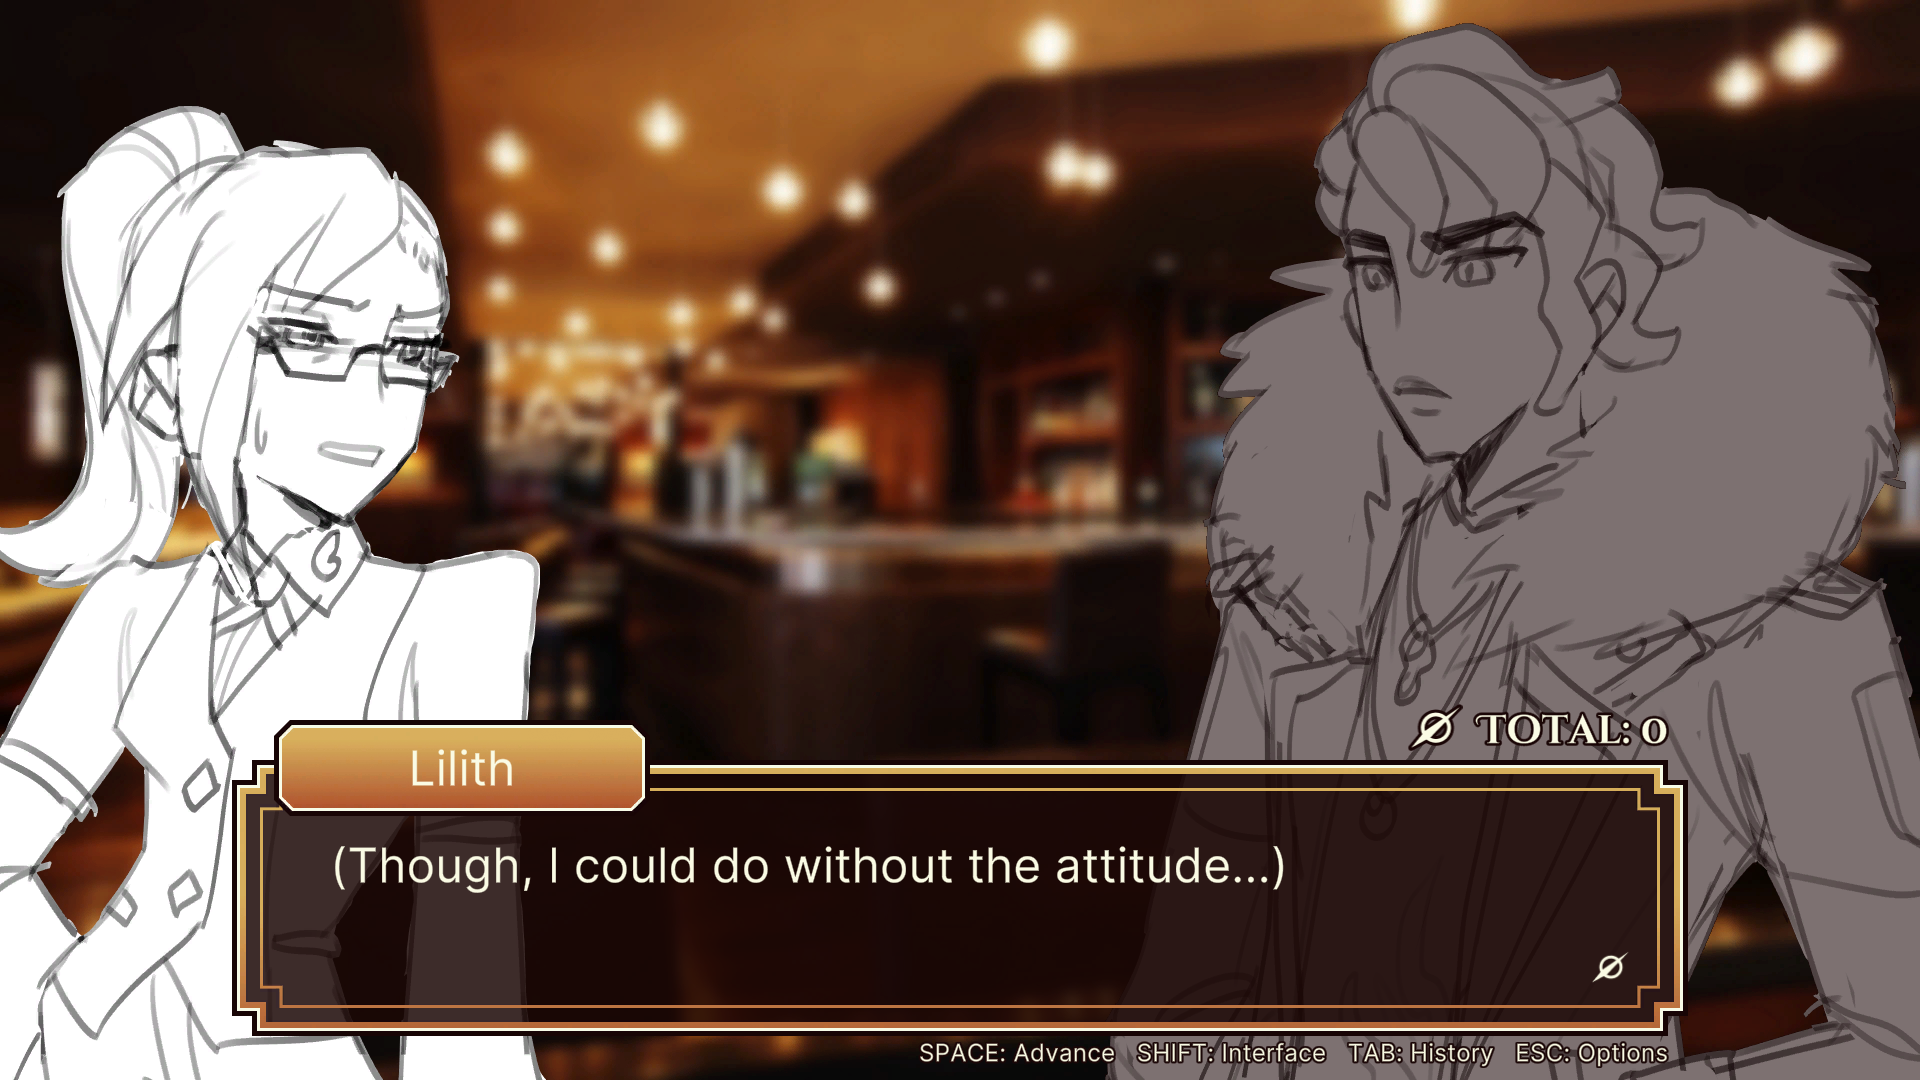 Ø TOTAL: 0
Lilith
(Though, I could do without the attitude...)
SPACE: Advance SHIFT: Interface TAB: History ESC: Options